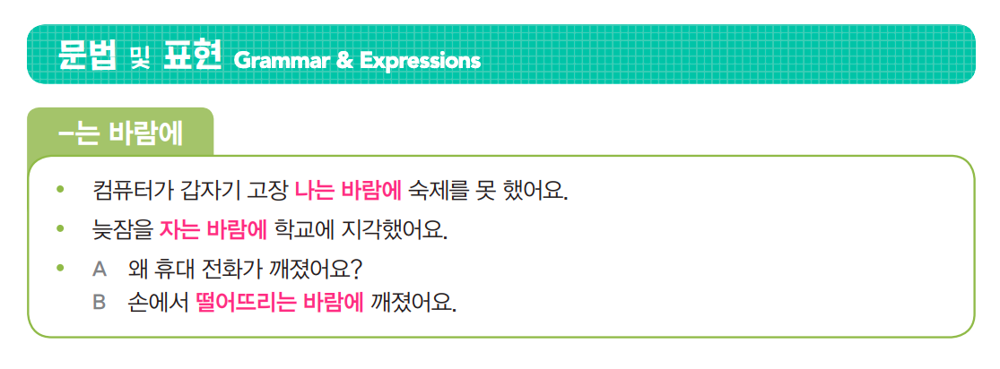 문법 및 표현 Grammar & Expressions
–는 바람에
• 컴퓨터가 갑자기 고장 나는 바람에 숙제를 못 했어요.
• 늦잠을 자는 바람에 학교에 지각했어요.
• A 왜 휴대 전화가 깨졌어요?
B 손에서 떨어뜨리는 바람에 깨졌어요.